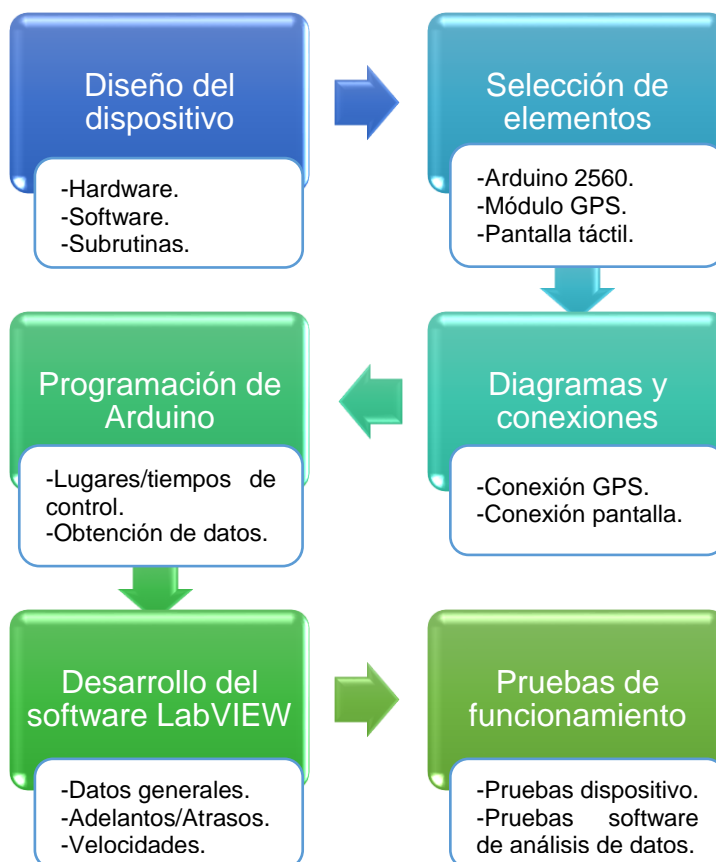 Diseño del
dispositivo
-Hardware.
-Software.
-Subrutinas.
Selección de
elementos
-Arduino 2560.
-Módulo GPS.
-Pantalla táctil.
Diagramas y
conexiones
-Conexión GPS.
-Conexión pantalla.
Programación de
Arduino
-Lugares/tiempos de
control.
-Obtención de datos.
Desarrollo del
software LabVIEW
-Datos generales.
-Adelantos/Atrasos.
-Velocidades.
Pruebas de
funcionamiento
-Pruebas dispositivo.
-Pruebas software
de análisis de datos.